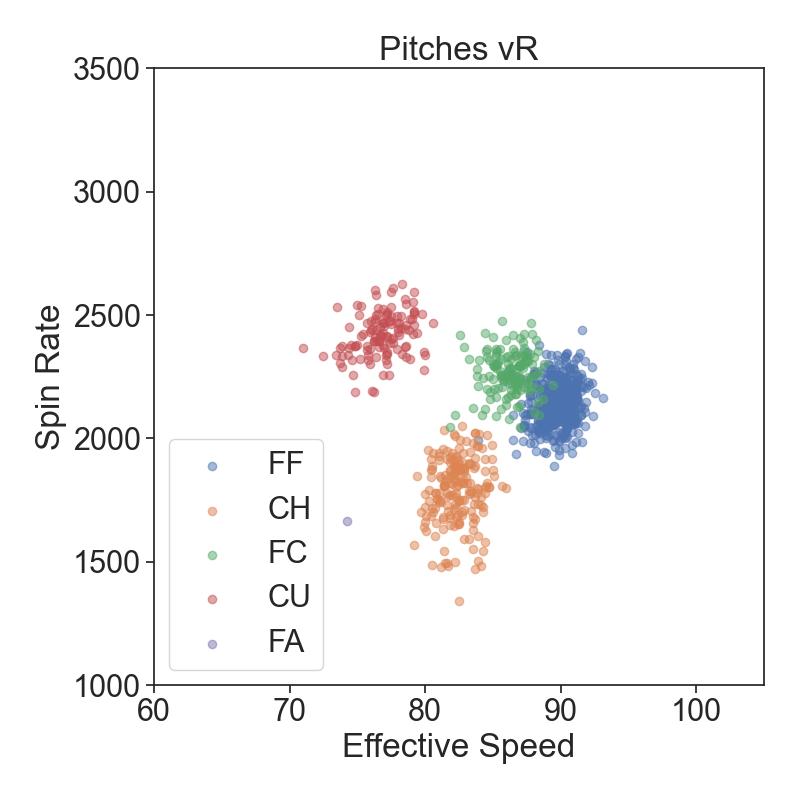 Pitches vR
3500
3000
2500
2000
1500
1000
Spin Rate
FF
CH
FC
CU
FA
60 70 80 90 100
Effective Speed